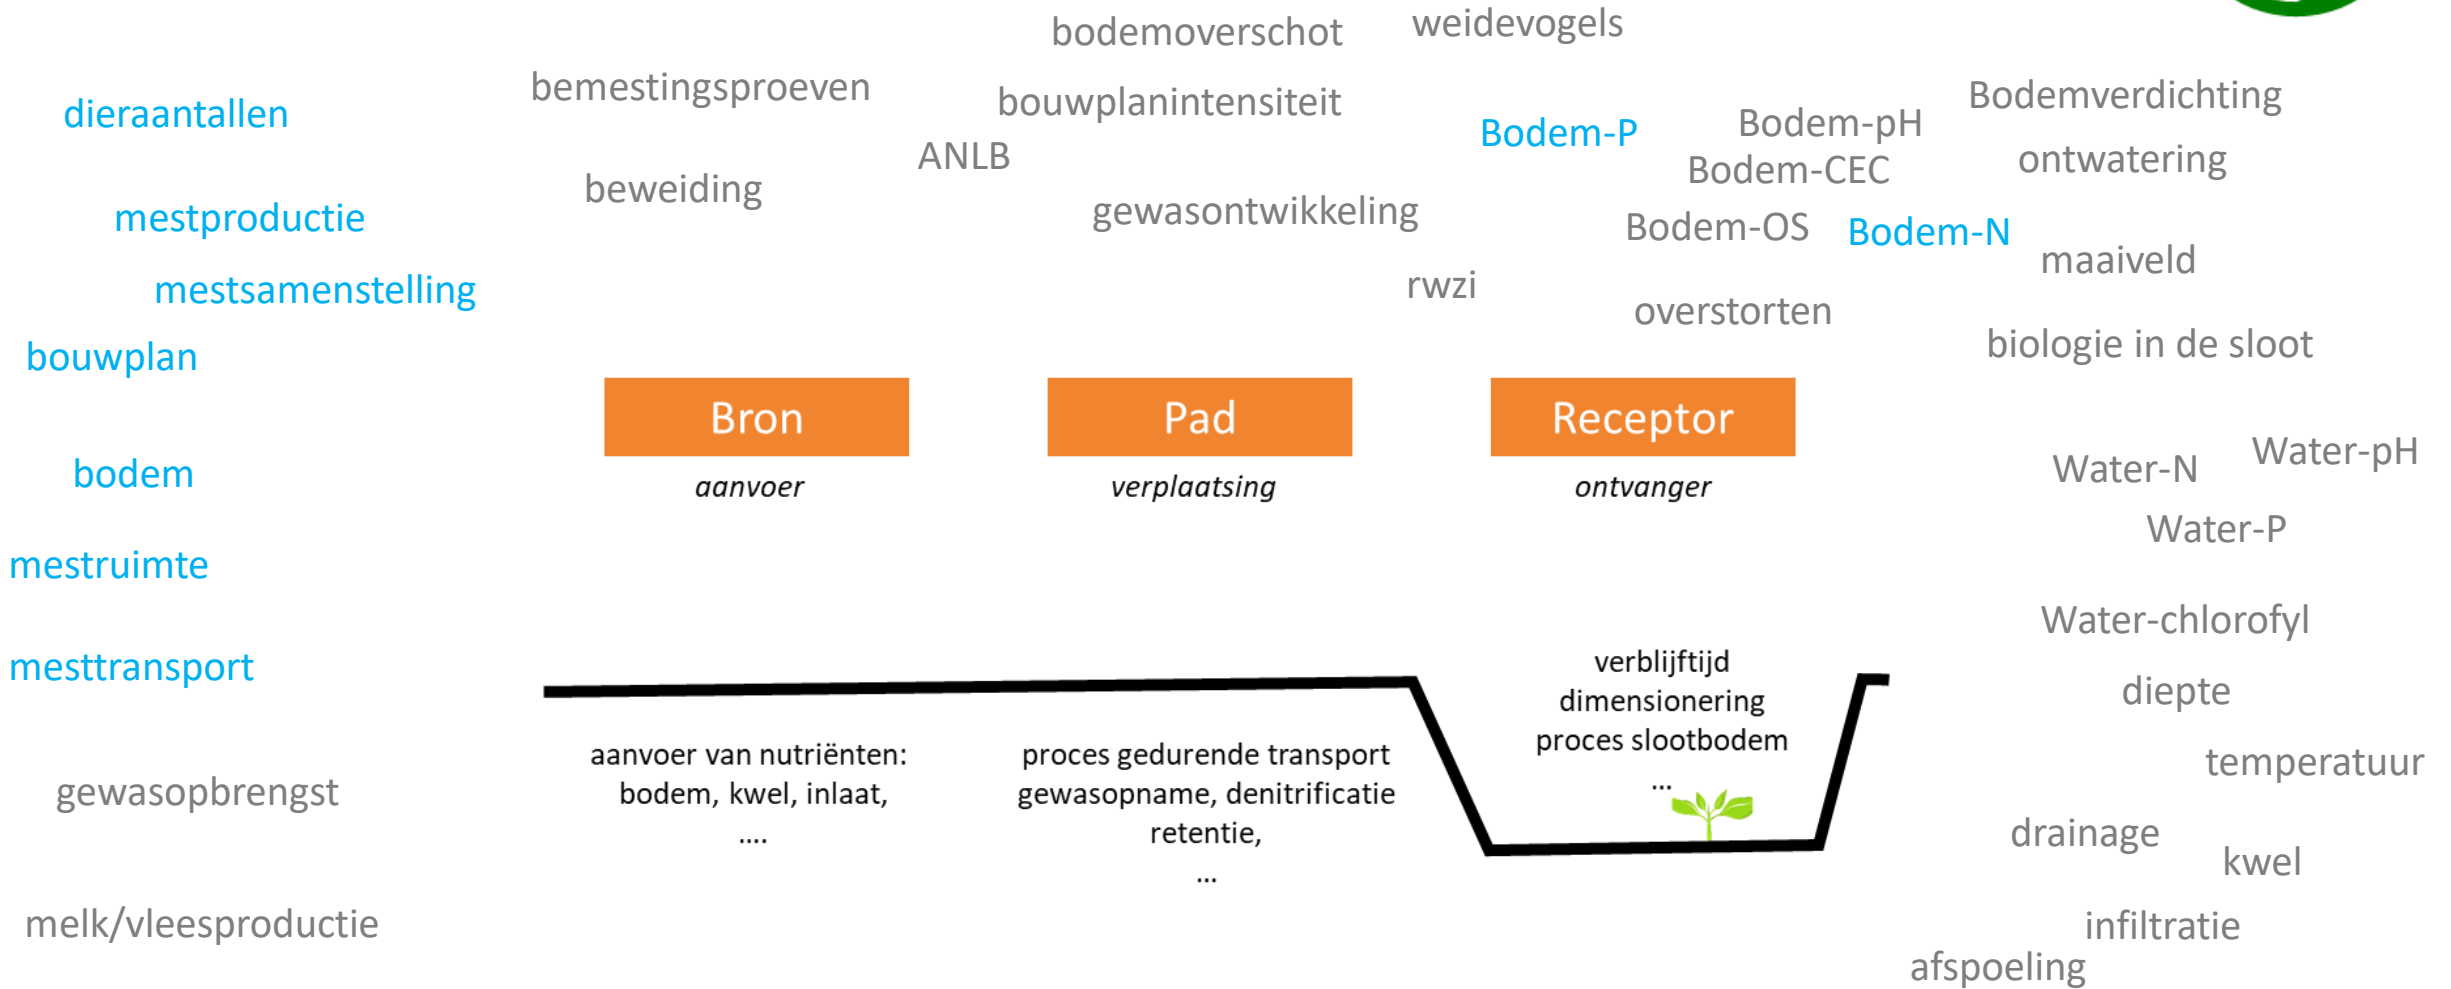 bodemoverschot
weidevogels
bemestingsproeven
bouwplanintensiteit
Bodemverdichting
dieraantallen
Bodem-P
Bodem-pH
ANLB
Bodem-CEC
ontwatering
beweiding
mestproductie
gewasontwikkeling
Bodem-OS
Bodem-N
maaiveld
mestsamenstelling
rwzi
overstorten
bouwplan
biologie in de sloot
Bron
Pad
Receptor
aanvoer
verplaatsing
ontvanger
bodem
Water-N
Water-pH
Water-P
mestruimte
Water-chlorofyl
mesttransport
verblijftijd
dimensionering
proces slootbodem
...
diepte
aanvoer van nutriënten:
bodem, kwel, inlaat,
....
proces gedurende transport
gewasopname, denitrificatie
retentie,
...
temperatuur
gewasopbrengst
drainage
kwel
melk/vleesproductie
infiltratie
afspoeling